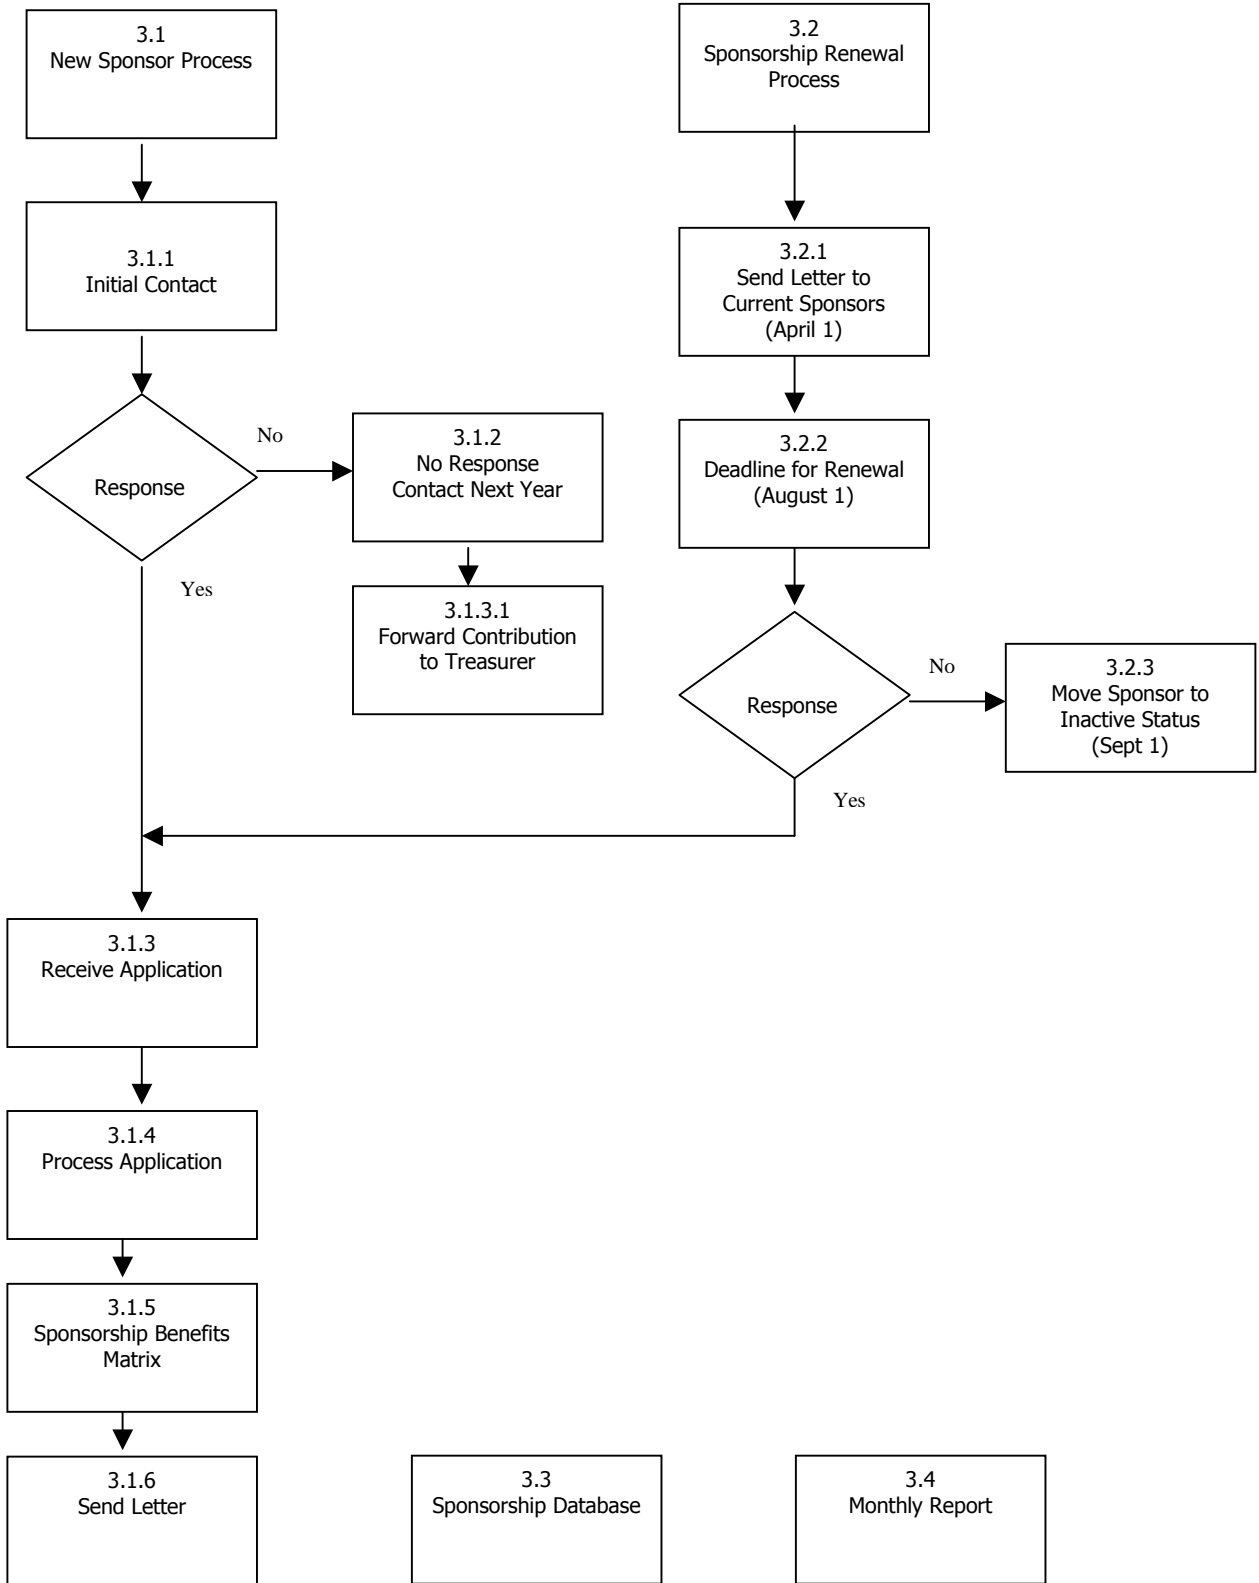 3.1
New Sponsor Process
3.2
Sponsorship Renewal
Process
3.1.1
Initial Contact
3.2.1
Send Letter to
Current Sponsors
(April 1)
Response
No
3.1.2
No Response
Contact Next Year
3.2.2
Deadline for Renewal
(August 1)
Yes
3.1.3.1
Forward Contribution
to Treasurer
Response
No
3.2.3
Move Sponsor to
Inactive Status
(Sept 1)
Yes
3.1.3
Receive Application
3.1.4
Process Application
3.1.5
Sponsorship Benefits
Matrix
3.1.6
Send Letter
3.3
Sponsorship Database
3.4
Monthly Report